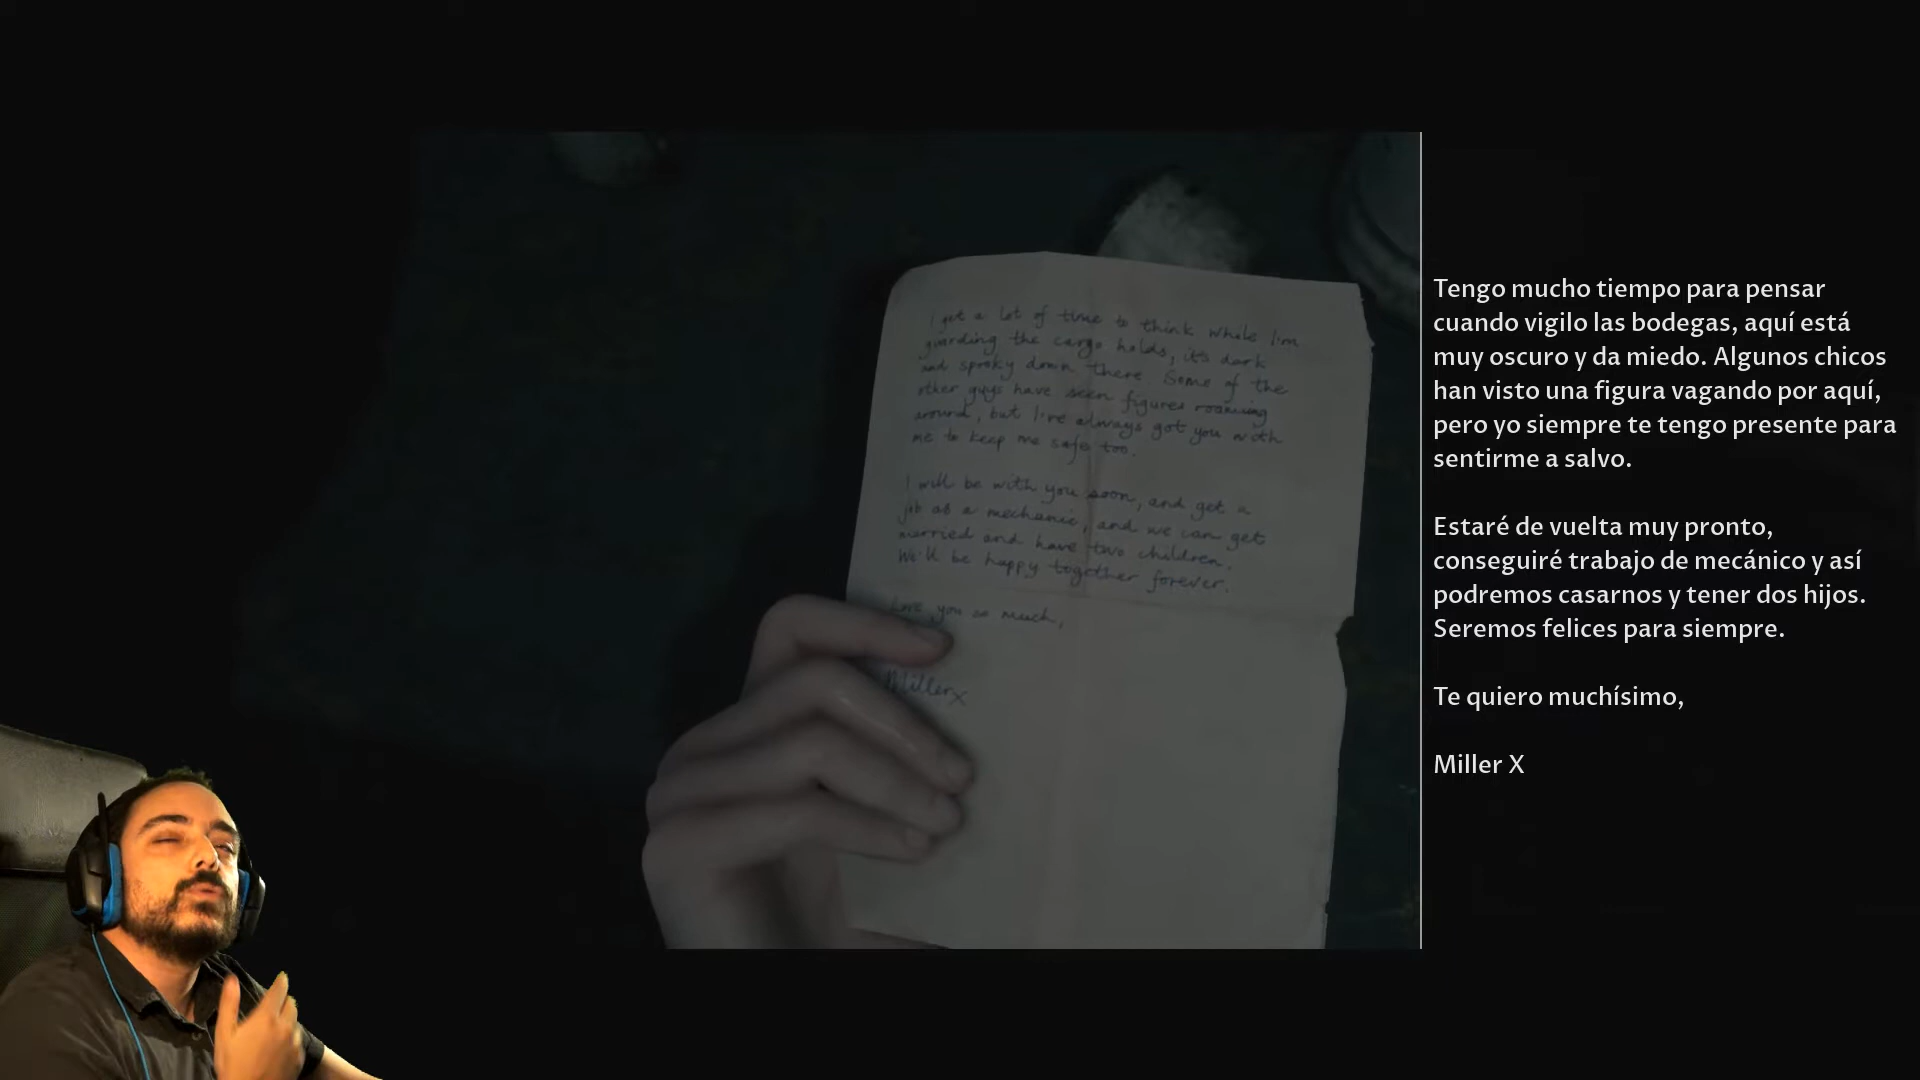 I get a lot of time to think while I'm
guarding the cargo holds, it's dark
and spooky down there. Some of the
other guys have seen figures roaming
around, but I've always got you with
me to keep me safe too.
I will be with you soon, and get a
job as a mechanic, and we can get
married and have two children.
We'll be happy together forever.
Love you so much,
Miller x
Tengo mucho tiempo para pensar
cuando vigilo las bodegas, aquí está
muy oscuro y da miedo. Algunos chicos
han visto una figura vagando por aquí,
pero yo siempre te tengo presente para
sentirme a salvo.
Estaré de vuelta muy pronto,
conseguiré trabajo de mecánico y así
podremos casarnos y tener dos hijos.
Seremos felices para siempre.
Te quiero muchísimo,
Miller X